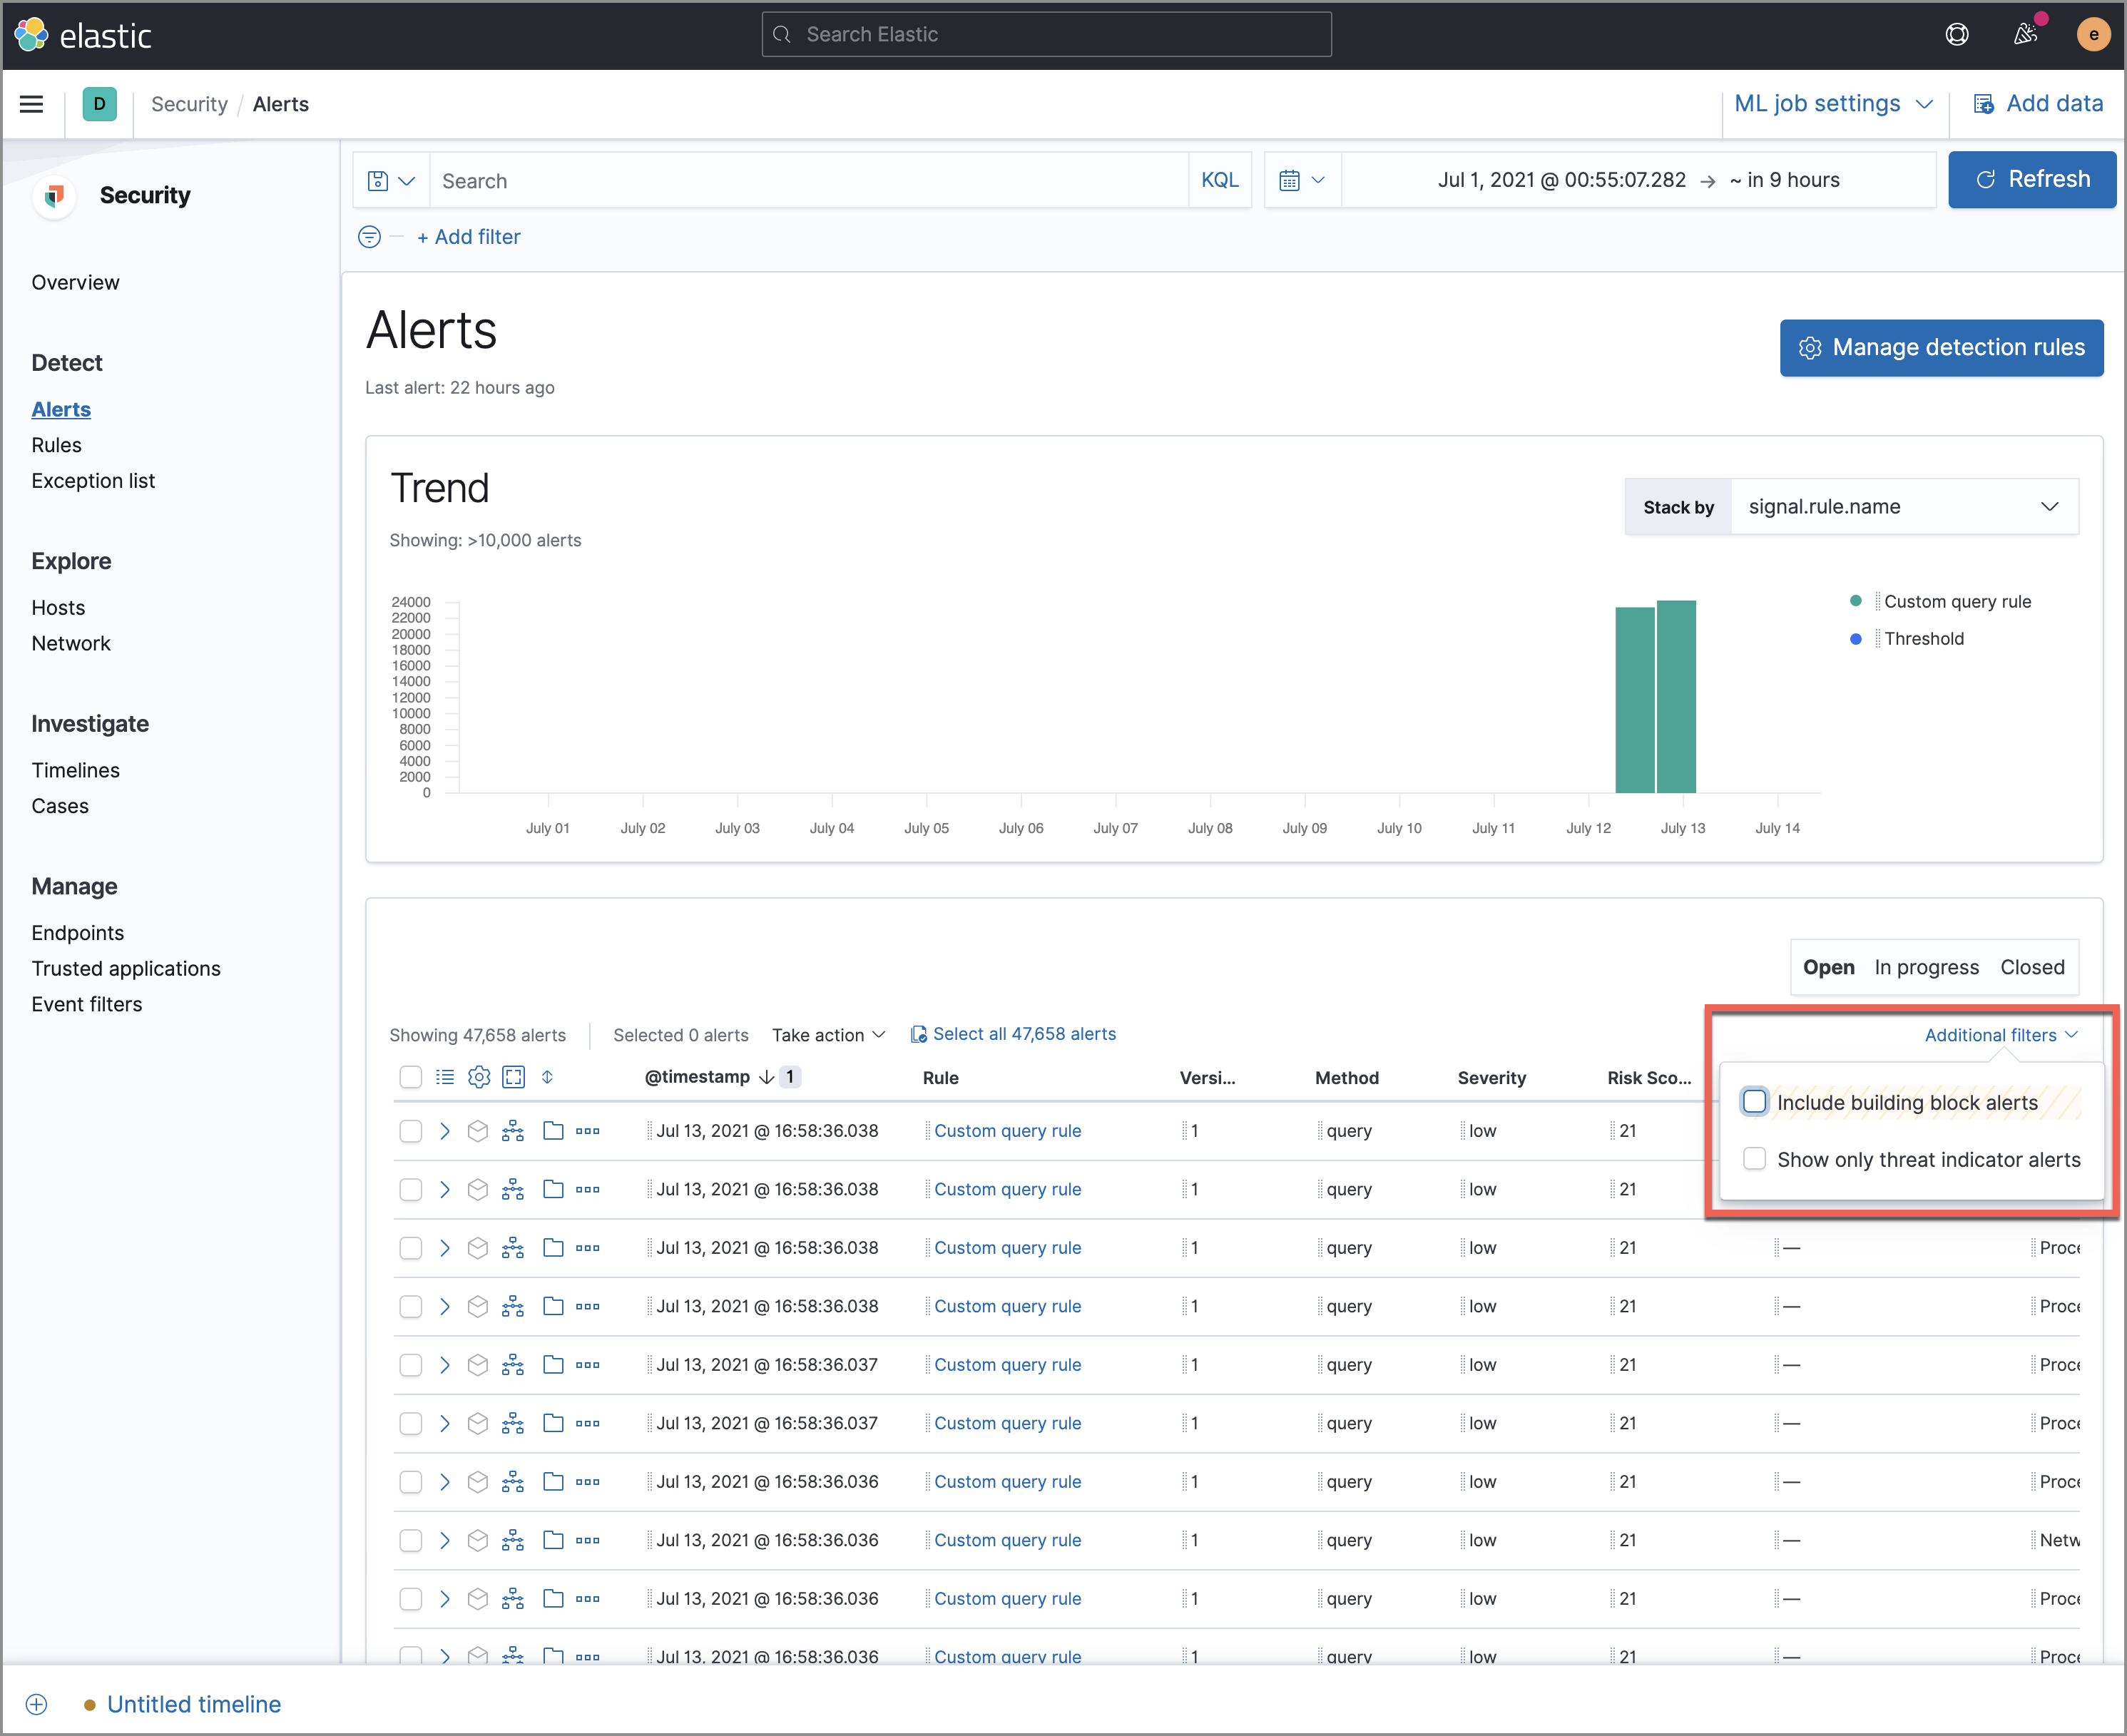 elastic
Search Elastic
e
D
Security / Alerts
ML job settings
Add data
Security
Search
KQL
Jul 1, 2021 @ 00:55:07.282 → ~ in 9 hours
Refresh
+ Add filter
Overview
Detect
Alerts
Rules
Exception list
Explore
Hosts
Network
Investigate
Timelines
Cases
Manage
Endpoints
Trusted applications
Event filters
Alerts
Last alert: 22 hours ago
Manage detection rules
Trend
Showing: >10,000 alerts
Stack by signal.rule.name
24000
22000
20000
18000
16000
14000
12000
10000
8000
6000
4000
2000
0
July 01 July 02 July 03 July 04 July 05 July 06 July 07 July 08 July 09 July 10 July 11 July 12 July 13 July 14
Custom query rule
Threshold
Open In progress Closed
Showing 47,658 alerts Selected 0 alerts Take action Select all 47,658 alerts Additional filters
@timestamp 1 Rule Versi... Method Severity Risk Sco...
Include building block alerts
Show only threat indicator alerts
Jul 13, 2021 @ 16:58:36.038 Custom query rule 1 query low 21
Jul 13, 2021 @ 16:58:36.038 Custom query rule 1 query low 21
Jul 13, 2021 @ 16:58:36.038 Custom query rule 1 query low 21 — Proce
Jul 13, 2021 @ 16:58:36.038 Custom query rule 1 query low 21 — Proce
Jul 13, 2021 @ 16:58:36.037 Custom query rule 1 query low 21 — Proce
Jul 13, 2021 @ 16:58:36.037 Custom query rule 1 query low 21 — Proce
Jul 13, 2021 @ 16:58:36.036 Custom query rule 1 query low 21 — Proce
Jul 13, 2021 @ 16:58:36.036 Custom query rule 1 query low 21 — Netw
Jul 13, 2021 @ 16:58:36.036 Custom query rule 1 query low 21 — Proce
Jul 13, 2021 @ 16:58:36.036 Custom query rule 1 query low 21 — Proce
Untitled timeline